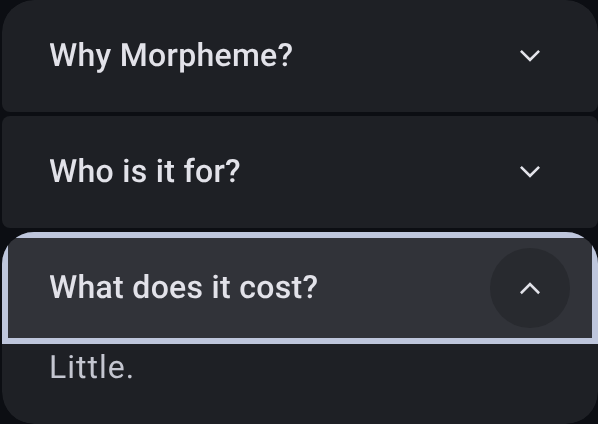 Why Morpheme?
Who is it for?
What does it cost?
Little.